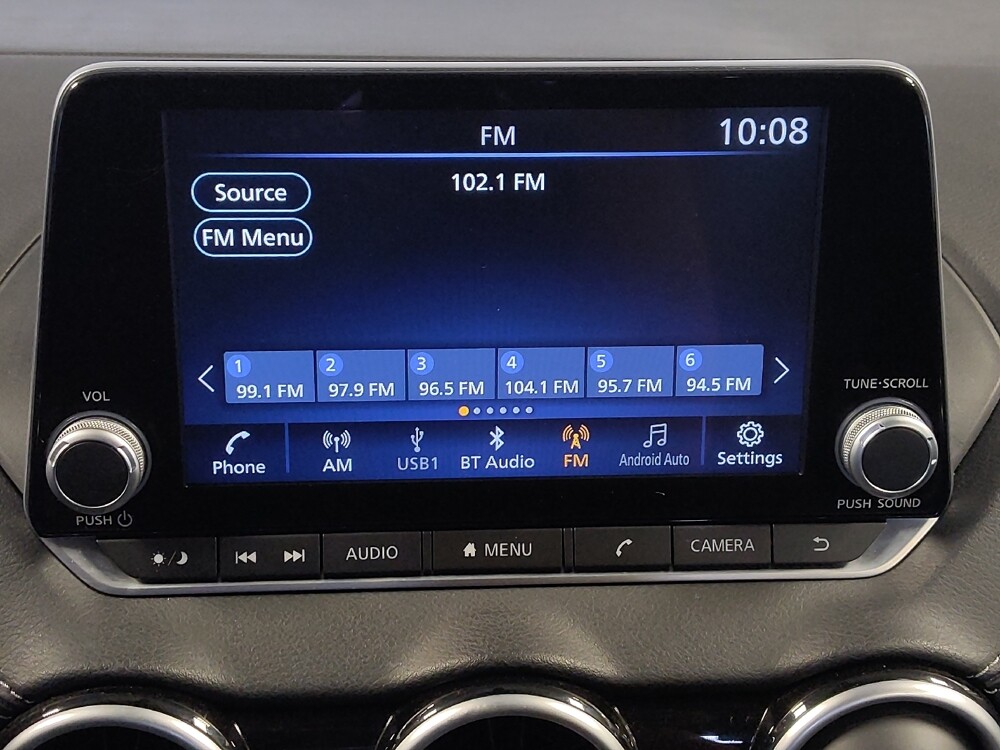 FM
10:08
Source
102.1 FM
FM Menu
1 2 3 4 5 6
99.1 FM 97.9 FM 96.5 FM 104.1 FM 95.7 FM 94.5 FM
VOL
TUNE·SCROLL
Phone AM USB1 BT Audio FM Android Auto Settings
PUSH
PUSH SOUND
AUDIO MENU CAMERA